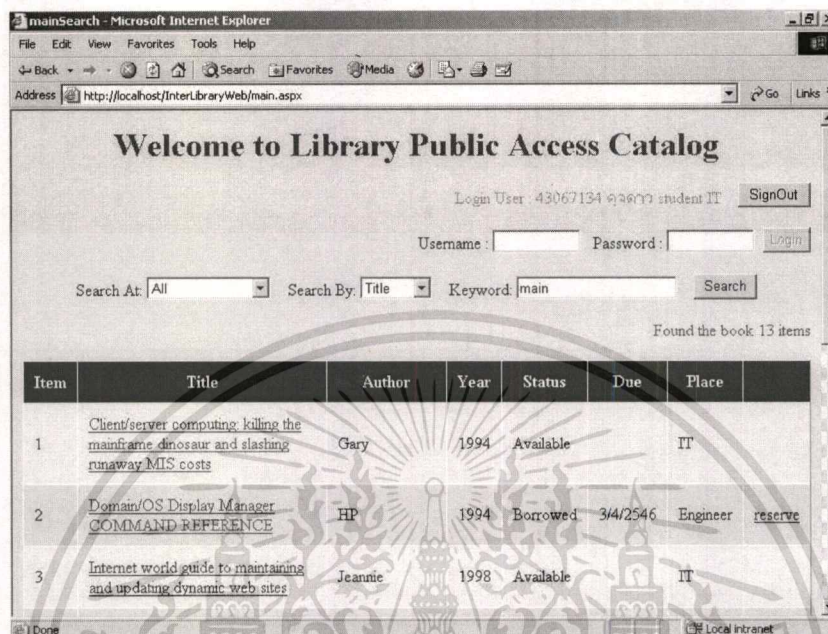 mainSearch - Microsoft Internet Explorer
File Edit View Favorites Tools Help
Back Search Favorites Media
Address http://localhost/InterLibraryWeb/main.aspx Go Links
Welcome to Library Public Access Catalog
Login User : 43067134 student IT SignOut
Username : Password : Login
Search At: All Search By: Title Keyword: main Search
Found the book 13 items
Item Title Author Year Status Due Place
1 Client/server computing: killing the mainframe dinosaur and slashing runaway MIS costs Gary 1994 Available IT
2 Domain/OS Display Manager COMMAND REFERENCE HP 1994 Borrowed 3/4/2546 Engineer reserve
3 Internet world guide to maintaining and updating dynamic web sites Jeannie 1998 Available IT
Done Local intranet